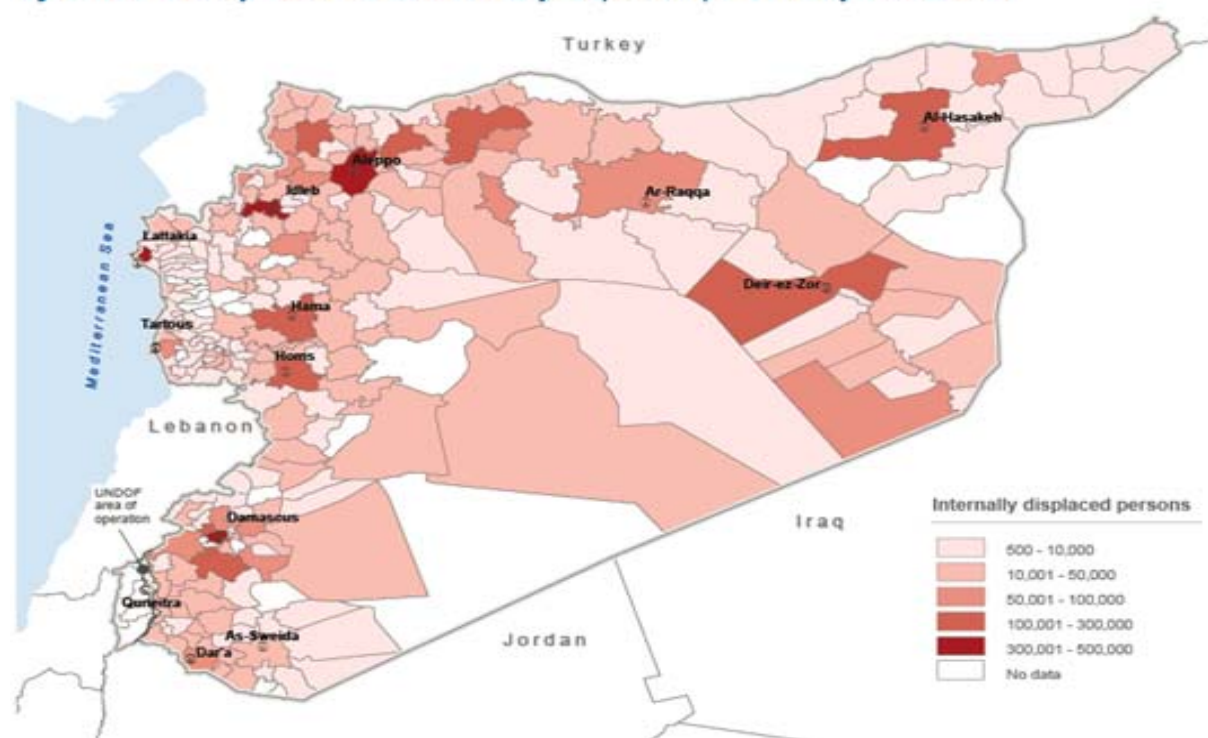 Turkey
Al-Hasakeh
Aleppo
Idleb
Ar-Raqqa
Lattakia
Mediterranean Sea
Deir-ez-Zor
Hama
Tartous
Homs
Lebanon
UNDOF
area of
operation
Damascus
Iraq
Quneitra
As-Sweida
Dar'a
Jordan
Internally displaced persons
500 - 10,000
10,001 - 50,000
50,001 - 100,000
100,001 - 300,000
300,001 - 500,000
No data